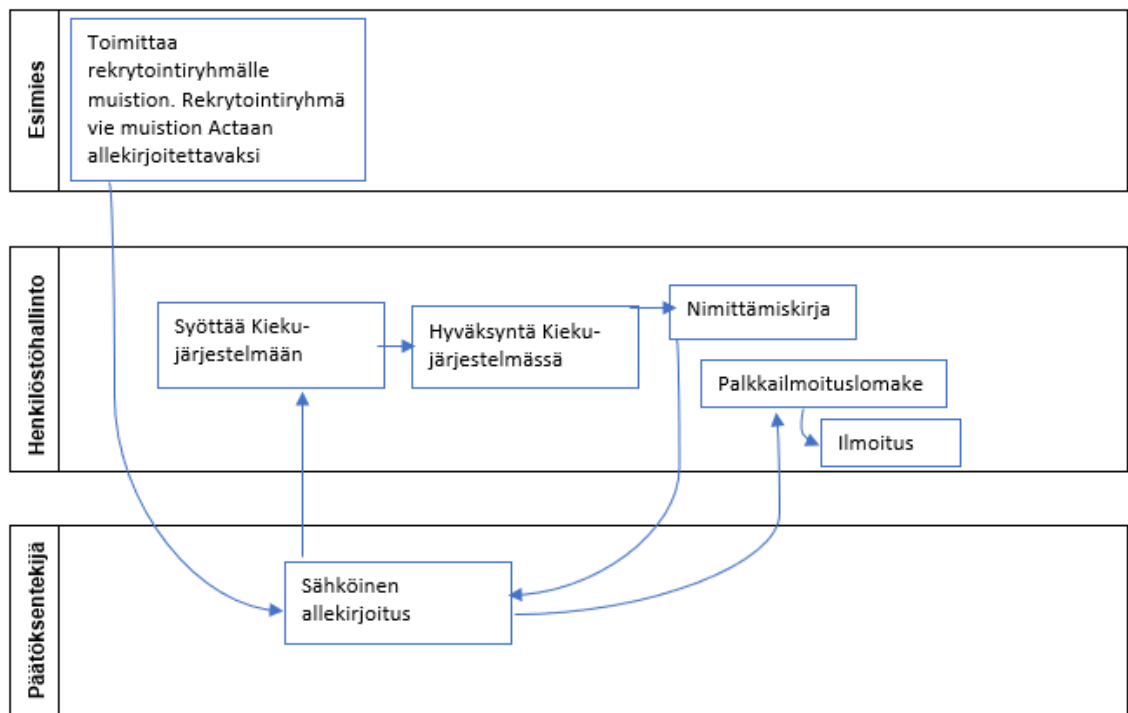 Esimies
Toimittaa
rekrytointiryhmälle
muistion. Rekrytointiryhmä
vie muistion Actaan
allekirjoitettavaksi
Henkilöstöhallinto
Syöttää Kieku-
järjestelmään
Hyväksyntä Kieku-
järjestelmässä
Nimittämiskirja
Palkkailmoituslomake
Ilmoitus
Päätöksentekijä
Sähköinen
allekirjoitus